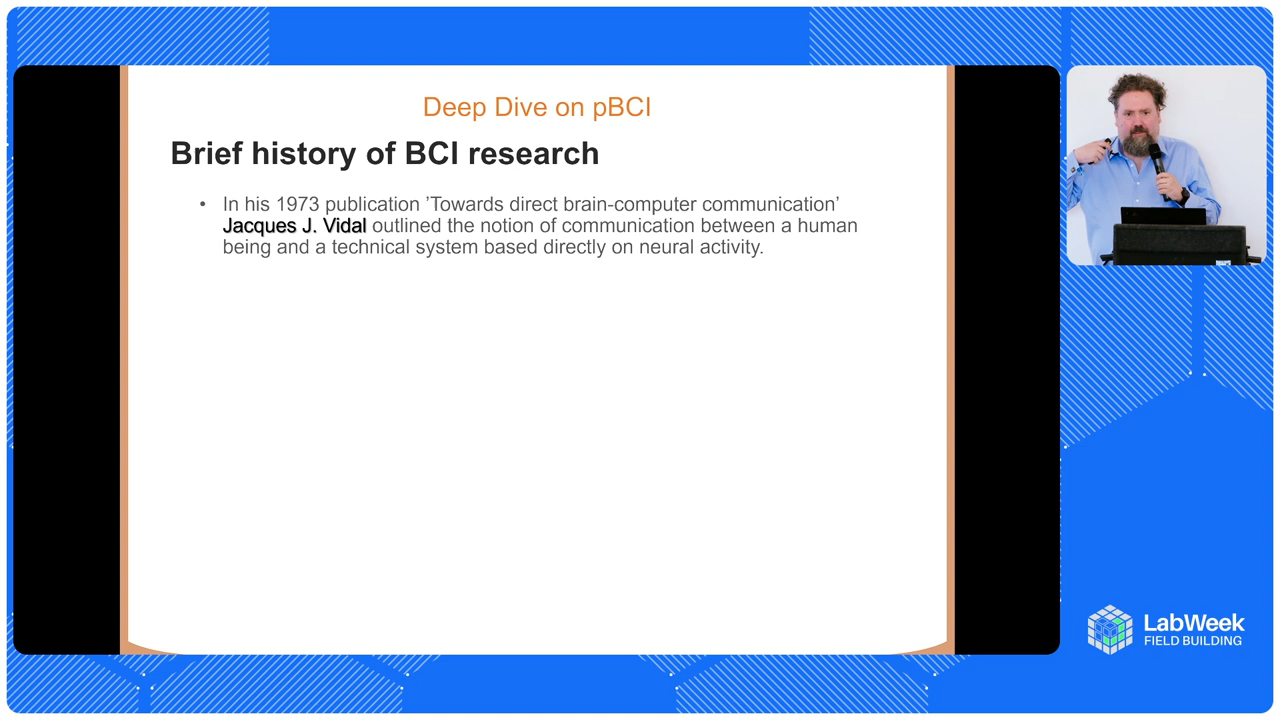 Deep Dive on pBCI
Brief history of BCI research
• In his 1973 publication ’Towards direct brain-computer communication’
Jacques J. Vidal outlined the notion of communication between a human
being and a technical system based directly on neural activity.
LabWeek
FIELD BUILDING